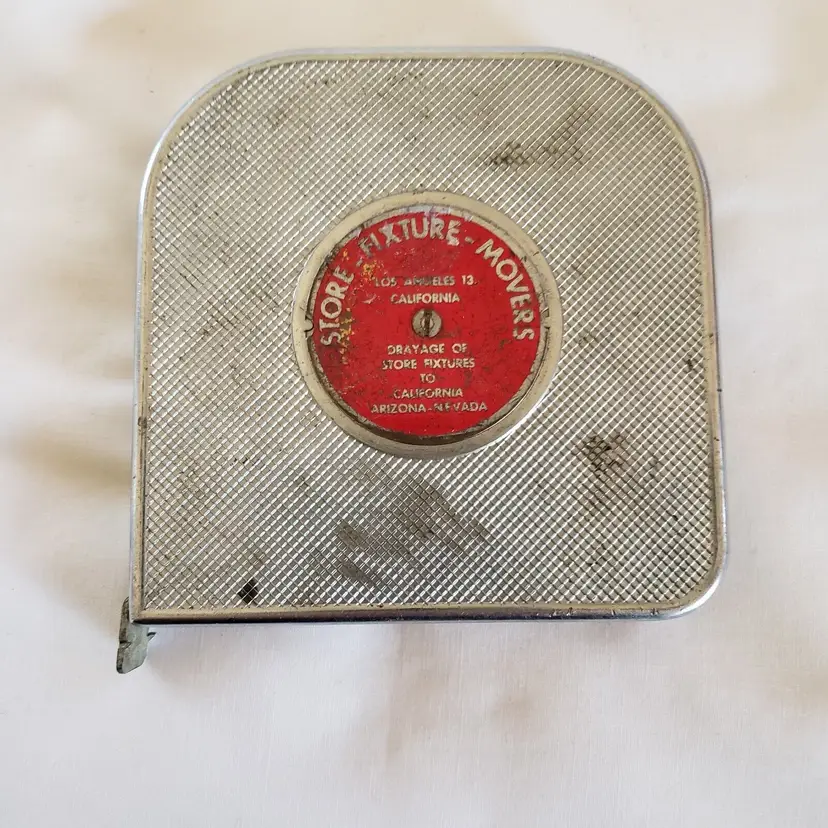 STORE-FIXTURE-MOVERS
LOS ANGELES 13.
CALIFORNIA
DRAYAGE OF
STORE FIXTURES
TO
CALIFORNIA
ARIZONA-NEVADA